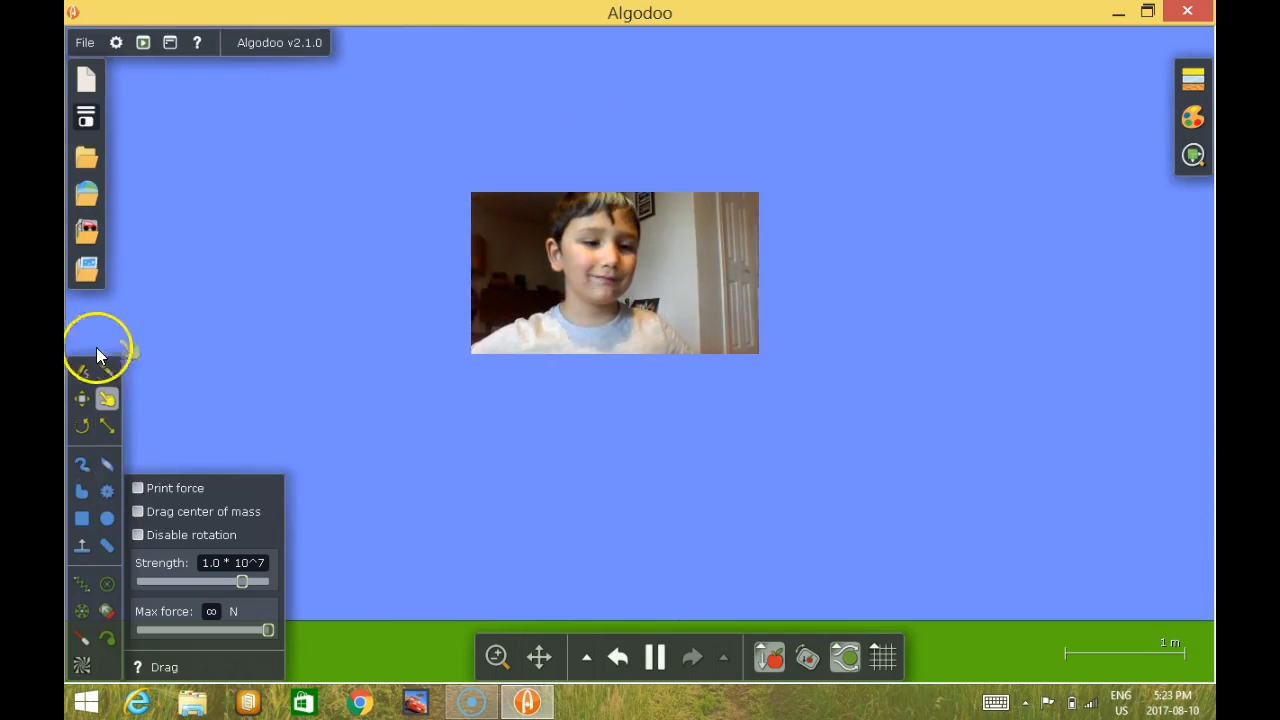 Algodoo
File ? Algodoo v2.1.0
Print force
Drag center of mass
Disable rotation
Strength: 1.0 * 10^7
Max force: ∞ N
? Drag
1 m
ENG 5:23 PM
US 2017-08-10